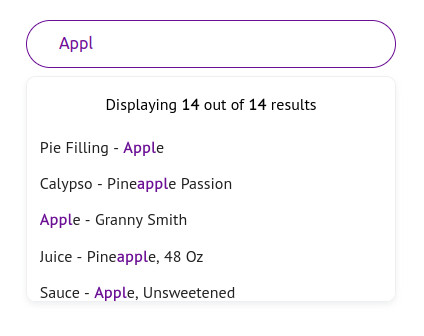 Appl
Displaying 14 out of 14 results
Pie Filling - Apple
Calypso - Pineapple Passion
Apple - Granny Smith
Juice - Pineapple, 48 Oz
Sauce - Apple, Unsweetened